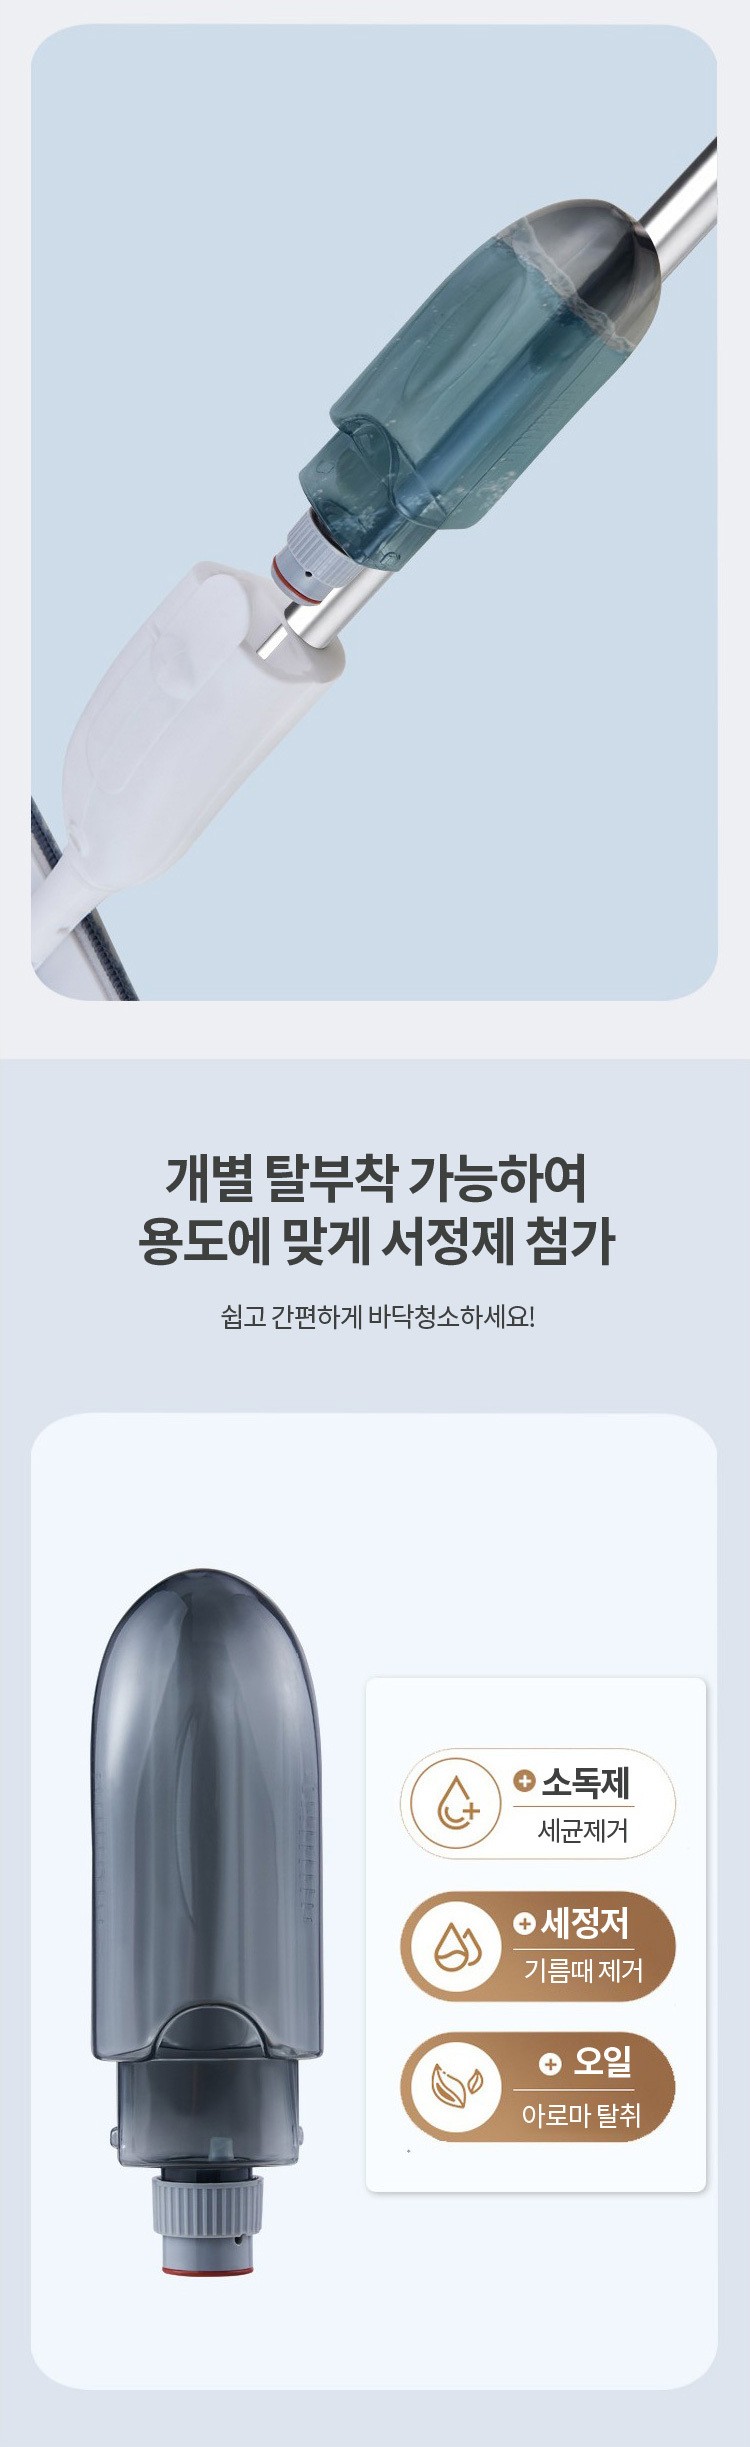 개별 탈부착 가능하여
용도에 맞게 서정제 첨가
쉽고 간편하게 바닥청소하세요!
소독제
세균제거
세정저
기름때 제거
오일
아로마 탈취